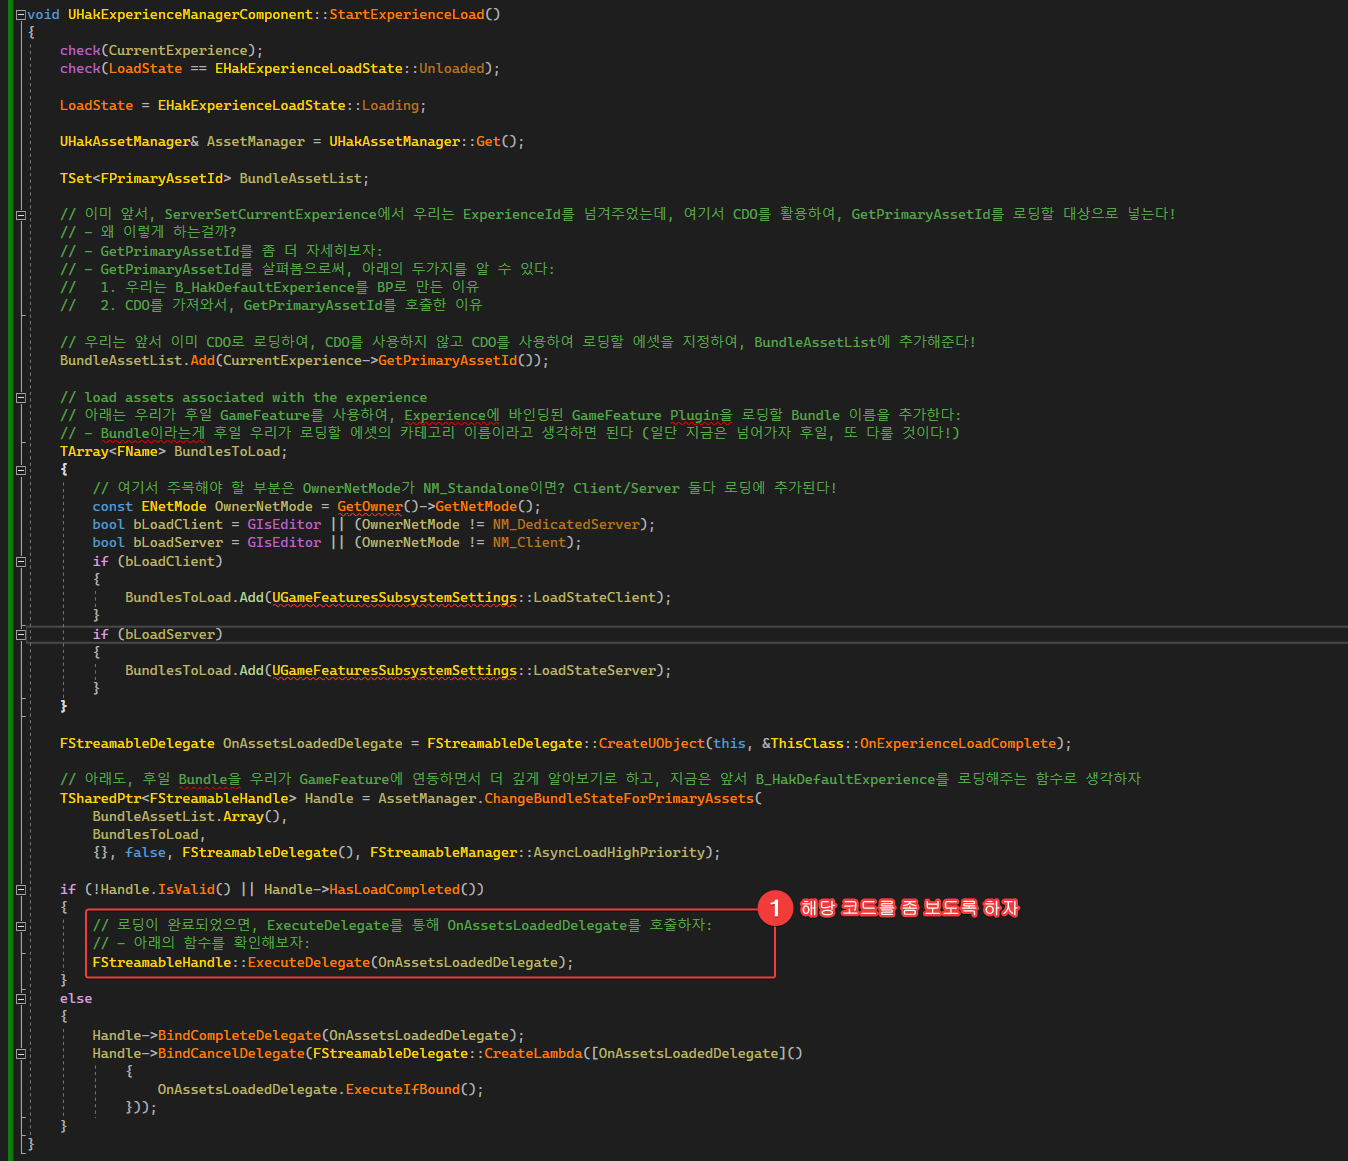 void UHakExperienceManagerComponent::StartExperienceLoad()
{
check(CurrentExperience);
check(LoadState == EHakExperienceLoadState::Unloaded);
LoadState = EHakExperienceLoadState::Loading;
UHakAssetManager& AssetManager = UHakAssetManager::Get();
TSet<FPrimaryAssetId> BundleAssetList;
// 이미 앞서, ServerSetCurrentExperience에서 우리는 ExperienceId를 넘겨주었는데, 여기서 CDO를 활용하여, GetPrimaryAssetId를 로딩할 대상으로 넣는다!
// - 왜 이렇게 하는걸까?
// - GetPrimaryAssetId를 좀 더 자세히보자:
// - GetPrimaryAssetId를 살펴봄으로써, 아래의 두가지를 알 수 있다:
// 1. 우리는 B_HakDefaultExperience를 BP로 만든 이유
// 2. CDO를 가져와서, GetPrimaryAssetId를 호출한 이유
// 우리는 앞서 이미 CDO로 로딩하여, CDO를 사용하지 않고 CDO를 사용하여 로딩할 에셋을 지정하여, BundleAssetList에 추가해준다!
BundleAssetList.Add(CurrentExperience->GetPrimaryAssetId());
// load assets associated with the experience
// 아래는 우리가 후일 GameFeature를 사용하여, Experience에 바인딩된 GameFeature Plugin을 로딩할 Bundle 이름을 추가한다:
// - Bundle이라는게 후일 우리가 로딩할 에셋의 카테고리 이름이라고 생각하면 된다 (일단 지금은 넘어가자 후일, 또 다룰 것이다!)
TArray<FName> BundlesToLoad;
{
// 여기서 주목해야 할 부분은 OwnerNetMode가 NM_Standalone이면? Client/Server 둘다 로딩에 추가된다!
const ENetMode OwnerNetMode = GetOwner()->GetNetMode();
bool bLoadClient = GIsEditor || (OwnerNetMode != NM_DedicatedServer);
bool bLoadServer = GIsEditor || (OwnerNetMode != NM_Client);
if (bLoadClient)
{
BundlesToLoad.Add(UGameFeaturesSubsystemSettings::LoadStateClient);
}
if (bLoadServer)
{
BundlesToLoad.Add(UGameFeaturesSubsystemSettings::LoadStateServer);
}
}
FStreamableDelegate OnAssetsLoadedDelegate = FStreamableDelegate::CreateUObject(this, &ThisClass::OnExperienceLoadComplete);
// 아래도, 후일 Bundle을 우리가 GameFeature에 연동하면서 더 깊게 알아보기로 하고, 지금은 앞서 B_HakDefaultExperience를 로딩해주는 함수로 생각하자
TSharedPtr<FStreamableHandle> Handle = AssetManager.ChangeBundleStateForPrimaryAssets(
BundleAssetList.Array(),
BundlesToLoad,
{}, false, FStreamableDelegate(), FStreamableManager::AsyncLoadHighPriority);
if (!Handle.IsValid() || Handle->HasLoadCompleted())
{
1 해당 코드를 좀 보도록 하자
// 로딩이 완료되었으면, ExecuteDelegate를 통해 OnAssetsLoadedDelegate를 호출하자:
// - 아래의 함수를 확인해보자:
FStreamableHandle::ExecuteDelegate(OnAssetsLoadedDelegate);
}
else
{
Handle->BindCompleteDelegate(OnAssetsLoadedDelegate);
Handle->BindCancelDelegate(FStreamableDelegate::CreateLambda([OnAssetsLoadedDelegate]()
{
OnAssetsLoadedDelegate.ExecuteIfBound();
}));
}
}